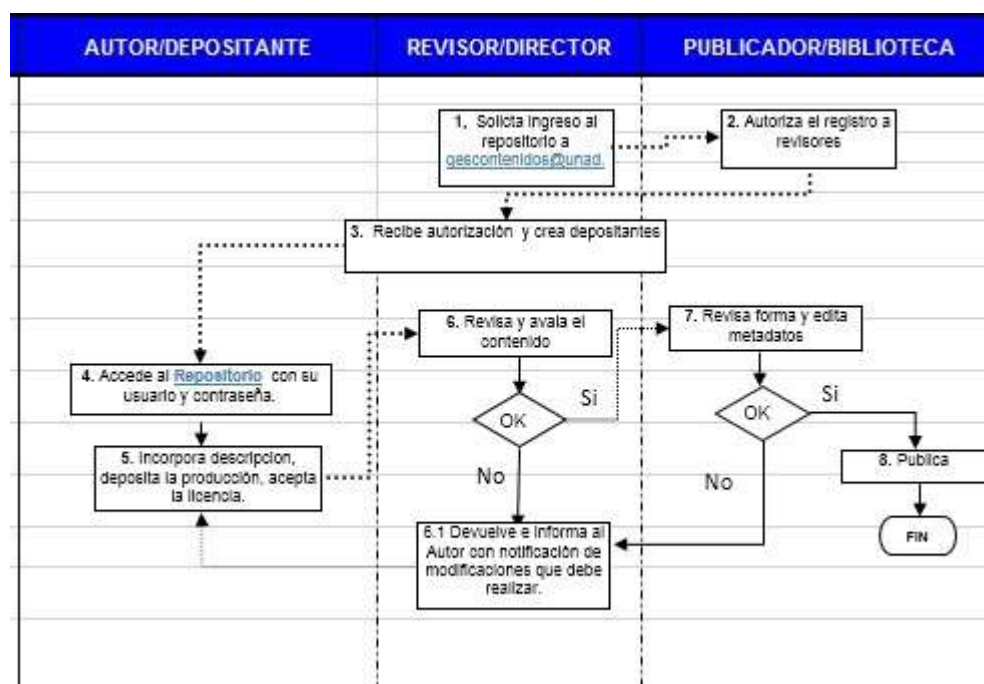 AUTOR/DEPOSITANTE
REVISOR/DIRECTOR
PUBLICADOR/BIBLIOTECA
1, Solicta ingreso al
repositorio a
gescontenidos@unad.
2. Autoriza el registro a
revisores
3. Recibe autorización y crea depositantes
4. Accede al Repositorio con su
usuario y contraseña.
5. Incorpora descripcion,
deposita la producción, acepta
la licencia.
6. Revisa y avala el
contenido
OK
Si
No
6.1 Devuelve e informa al
Autor con notificación de
modificaciones que debe
realizar.
7. Revisa forma y edita
metadatos
OK
Si
No
8. Publica
FIN